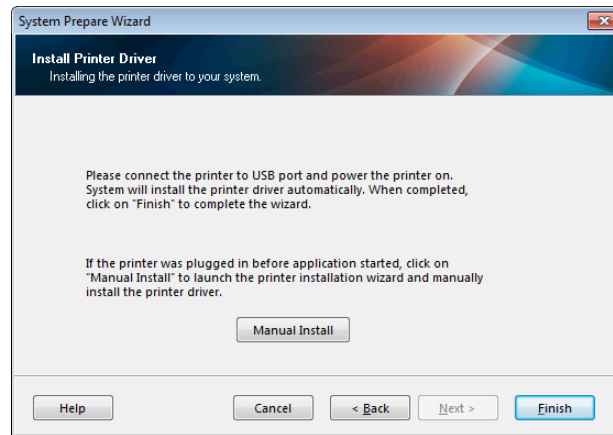 System Prepare Wizard
Install Printer Driver
Installing the printer driver to your system.
Please connect the printer to USB port and power the printer on.
System will install the printer driver automatically. When completed,
click on "Finish" to complete the wizard.
If the printer was plugged in before application started, click on
"Manual Install" to launch the printer installation wizard and manually
install the printer driver.
Manual Install
Help Cancel < Back Next > Finish